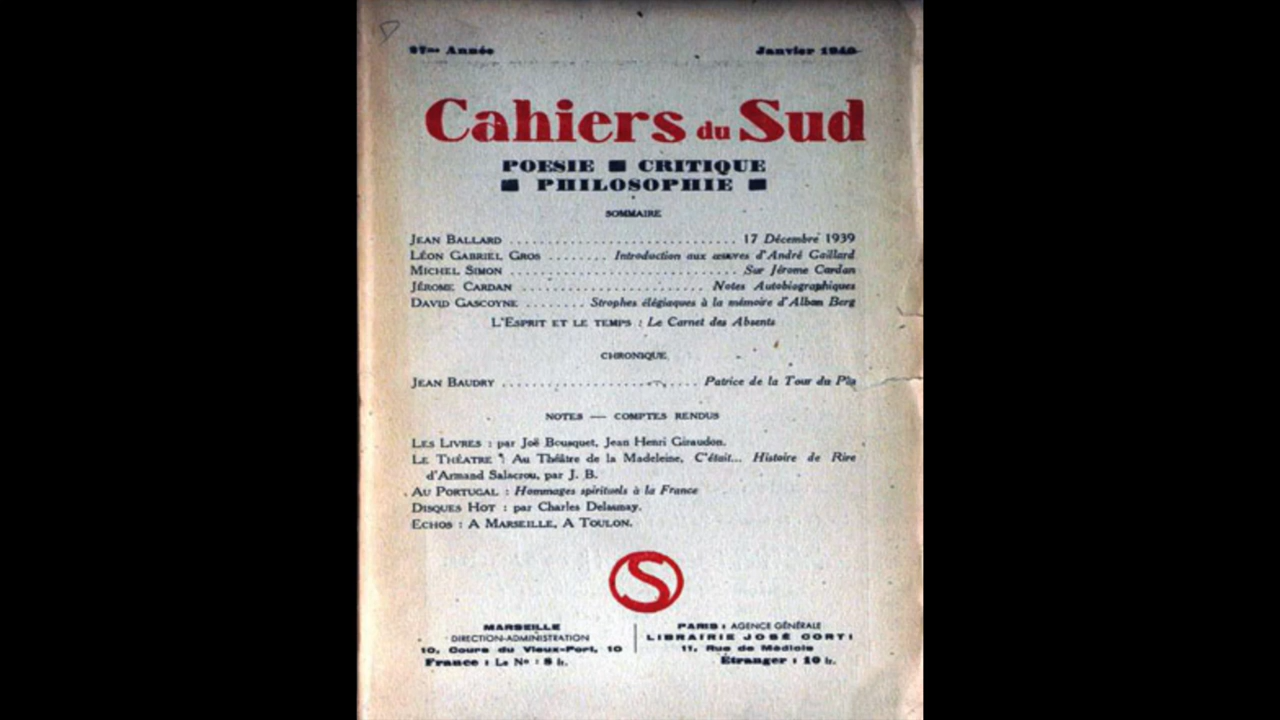 27me Année
Janvier 1940
Cahiers du Sud
POESIE ■ CRITIQUE
■ PHILOSOPHIE ■
SOMMAIRE
JEAN BALLARD ............................ 17 Décembre 1939
LÉON GABRIEL GROS ........ Introduction aux œuvres d'André Gaillard
MICHEL SIMON ............................ Sur Jérome Cardan
JÉROME CARDAN ....................... Notes Autobiographiques
DAVID GASCOYNE ........ Strophes élégiaques à la mémoire d'Alban Berg
L'ESPRIT ET LE TEMPS : Le Carnet des Absents
CHRONIQUE
JEAN BAUDRY ........................ Patrice de la Tour du Pin
NOTES — COMPTES RENDUS
LES LIVRES : par Joë Bousquet, Jean Henri Giraudon.
LE THÉATRE : Au Théâtre de la Madeleine, C'était... Histoire de Rire
d'Armand Salacrou, par J. B.
AU PORTUGAL : Hommages spirituels à la France
DISQUES HOT : par Charles Delaunay.
ECHOS : A MARSEILLE, A TOULON.
S
MARSEILLE
DIRECTION-ADMINISTRATION
10, Cours du Vieux-Port, 10
France : Le No : 8 fr.
PARIS : AGENCE GÉNÉRALE
LIBRAIRIE JOSÉ CORTI
11, Rue de Médicis
Étranger : 10 fr.